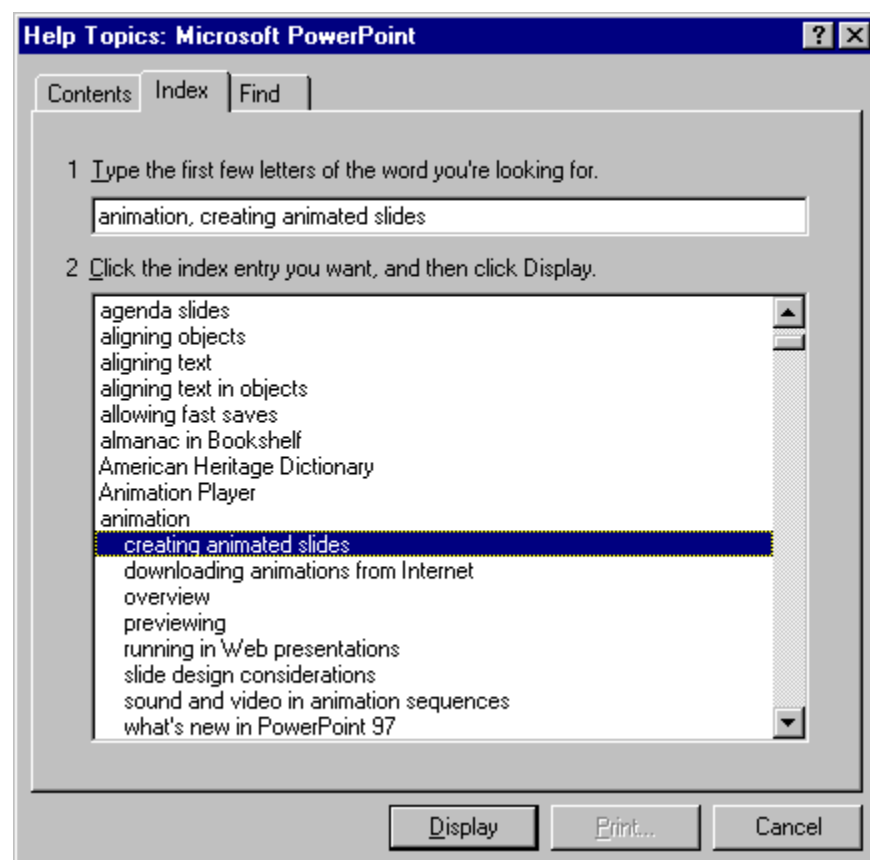 Help Topics: Microsoft PowerPoint
Contents Index Find
1 Type the first few letters of the word you're looking for.
animation, creating animated slides
2 Click the index entry you want, and then click Display.
agenda slides
aligning objects
aligning text
aligning text in objects
allowing fast saves
almanac in Bookshelf
American Heritage Dictionary
Animation Player
animation
creating animated slides
downloading animations from Internet
overview
previewing
running in Web presentations
slide design considerations
sound and video in animation sequences
what's new in PowerPoint 97
Display Print... Cancel